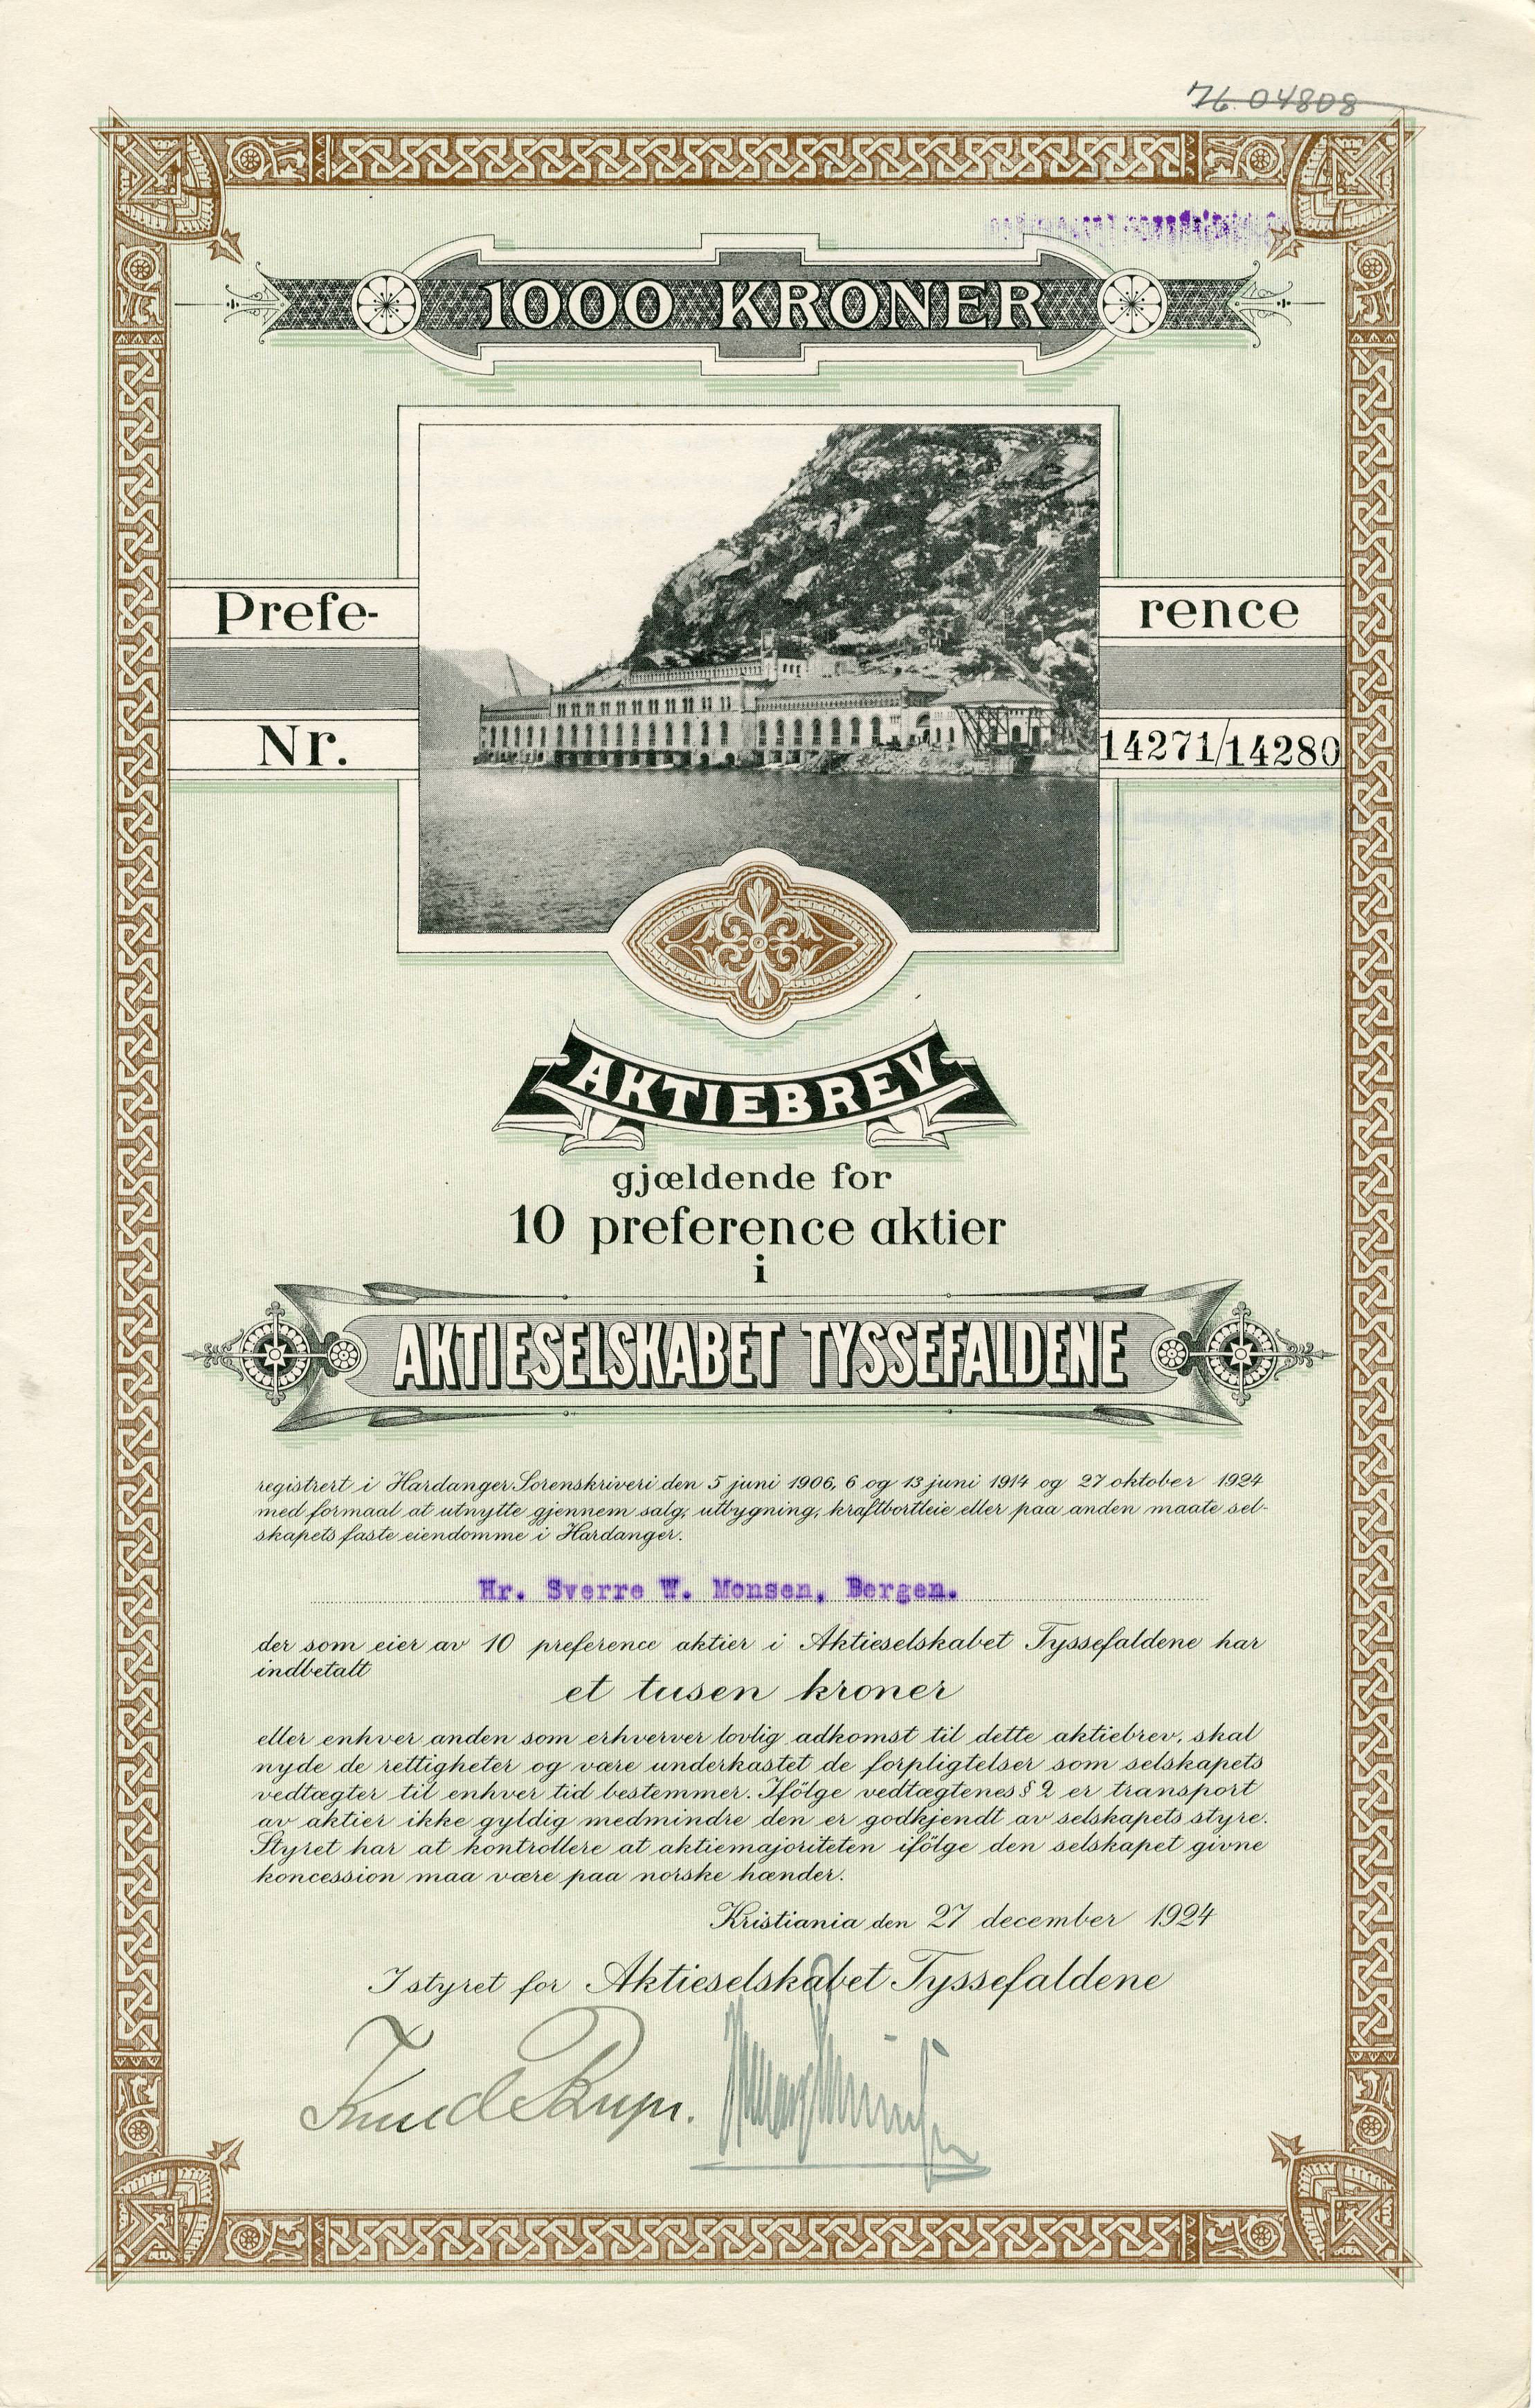 76 04808
1000 KRONER
Prefe- rence
Nr. 14271/14280
AKTIEBREV
gjældende for
10 preference aktier
i
AKTIESELSKABET TYSSEFALDENE
registrert i Hardanger Sorenskriveri den 5 juni 1906, 6 og 13 juni 1914 og 27 oktober 1924
med formaal at utnytte gjennem salg, utbygning, kraftbortleie eller paa anden maate sel-
skapets faste eiendomme i Hardanger.
Hr. Sverre W. Monsen, Bergen.
der som eier av 10 preference aktier i Aktieselskabet Tyssefaldene har
indbetalt
et tusen kroner
eller enhver anden som erhverver lovlig adkomst til dette aktiebrev, skal
nyde de rettigheter og være underkastet de forpligtelser som selskapets
vedtægter til enhver tid bestemmer. Ifölge vedtægtenes § 2 er transport
av aktier ikke gyldig medmindre den er godkjendt av selskapets styre.
Styret har at kontrollere at aktiemajoriteten ifölge den selskapet givne
koncession maa være paa norske hænder.
Kristiania den 27 december 1924
I styret for Aktieselskabet Tyssefaldene
Knud